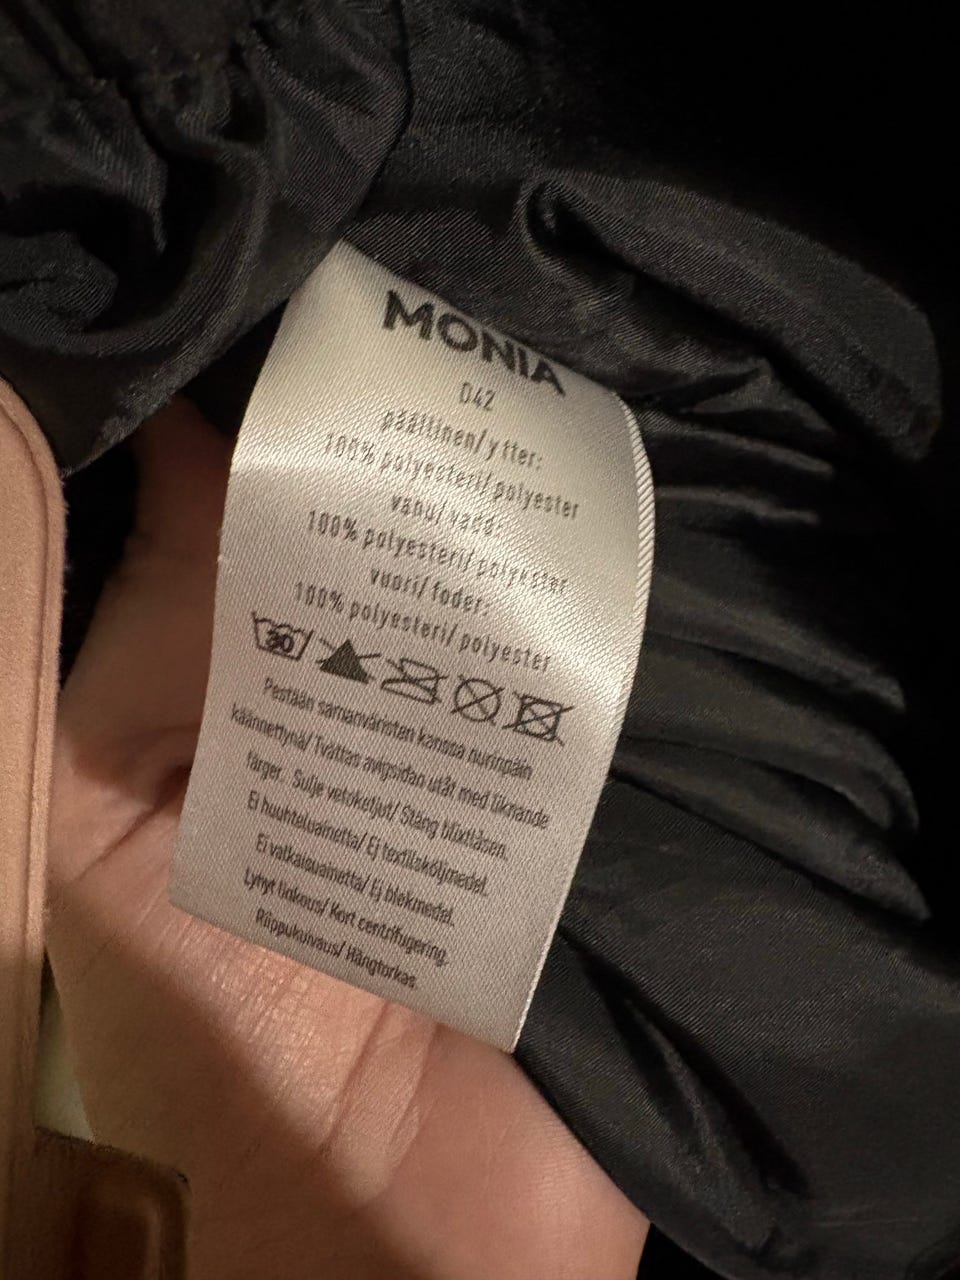 MONIA
D42
päällinen/ytter:
100% polyesteri/polyester
vanu/vadd:
100% polyesteri/polyester
vuori/foder:
100% polyesteri/polyester
30
Pestään samanväristen kanssa nurinpäin
käännettynä/Tvättas avigsidan utåt med liknande
färger. Sulje vetoketjut/Stäng blixtlåsen.
Ei huuhteluainetta/Ej textilsköljmedel.
Ei valkaisuainetta/Ej blekmedel.
Lyhyt linkous/Kort centrifugering.
Riippukuivaus/Hängtorkas.